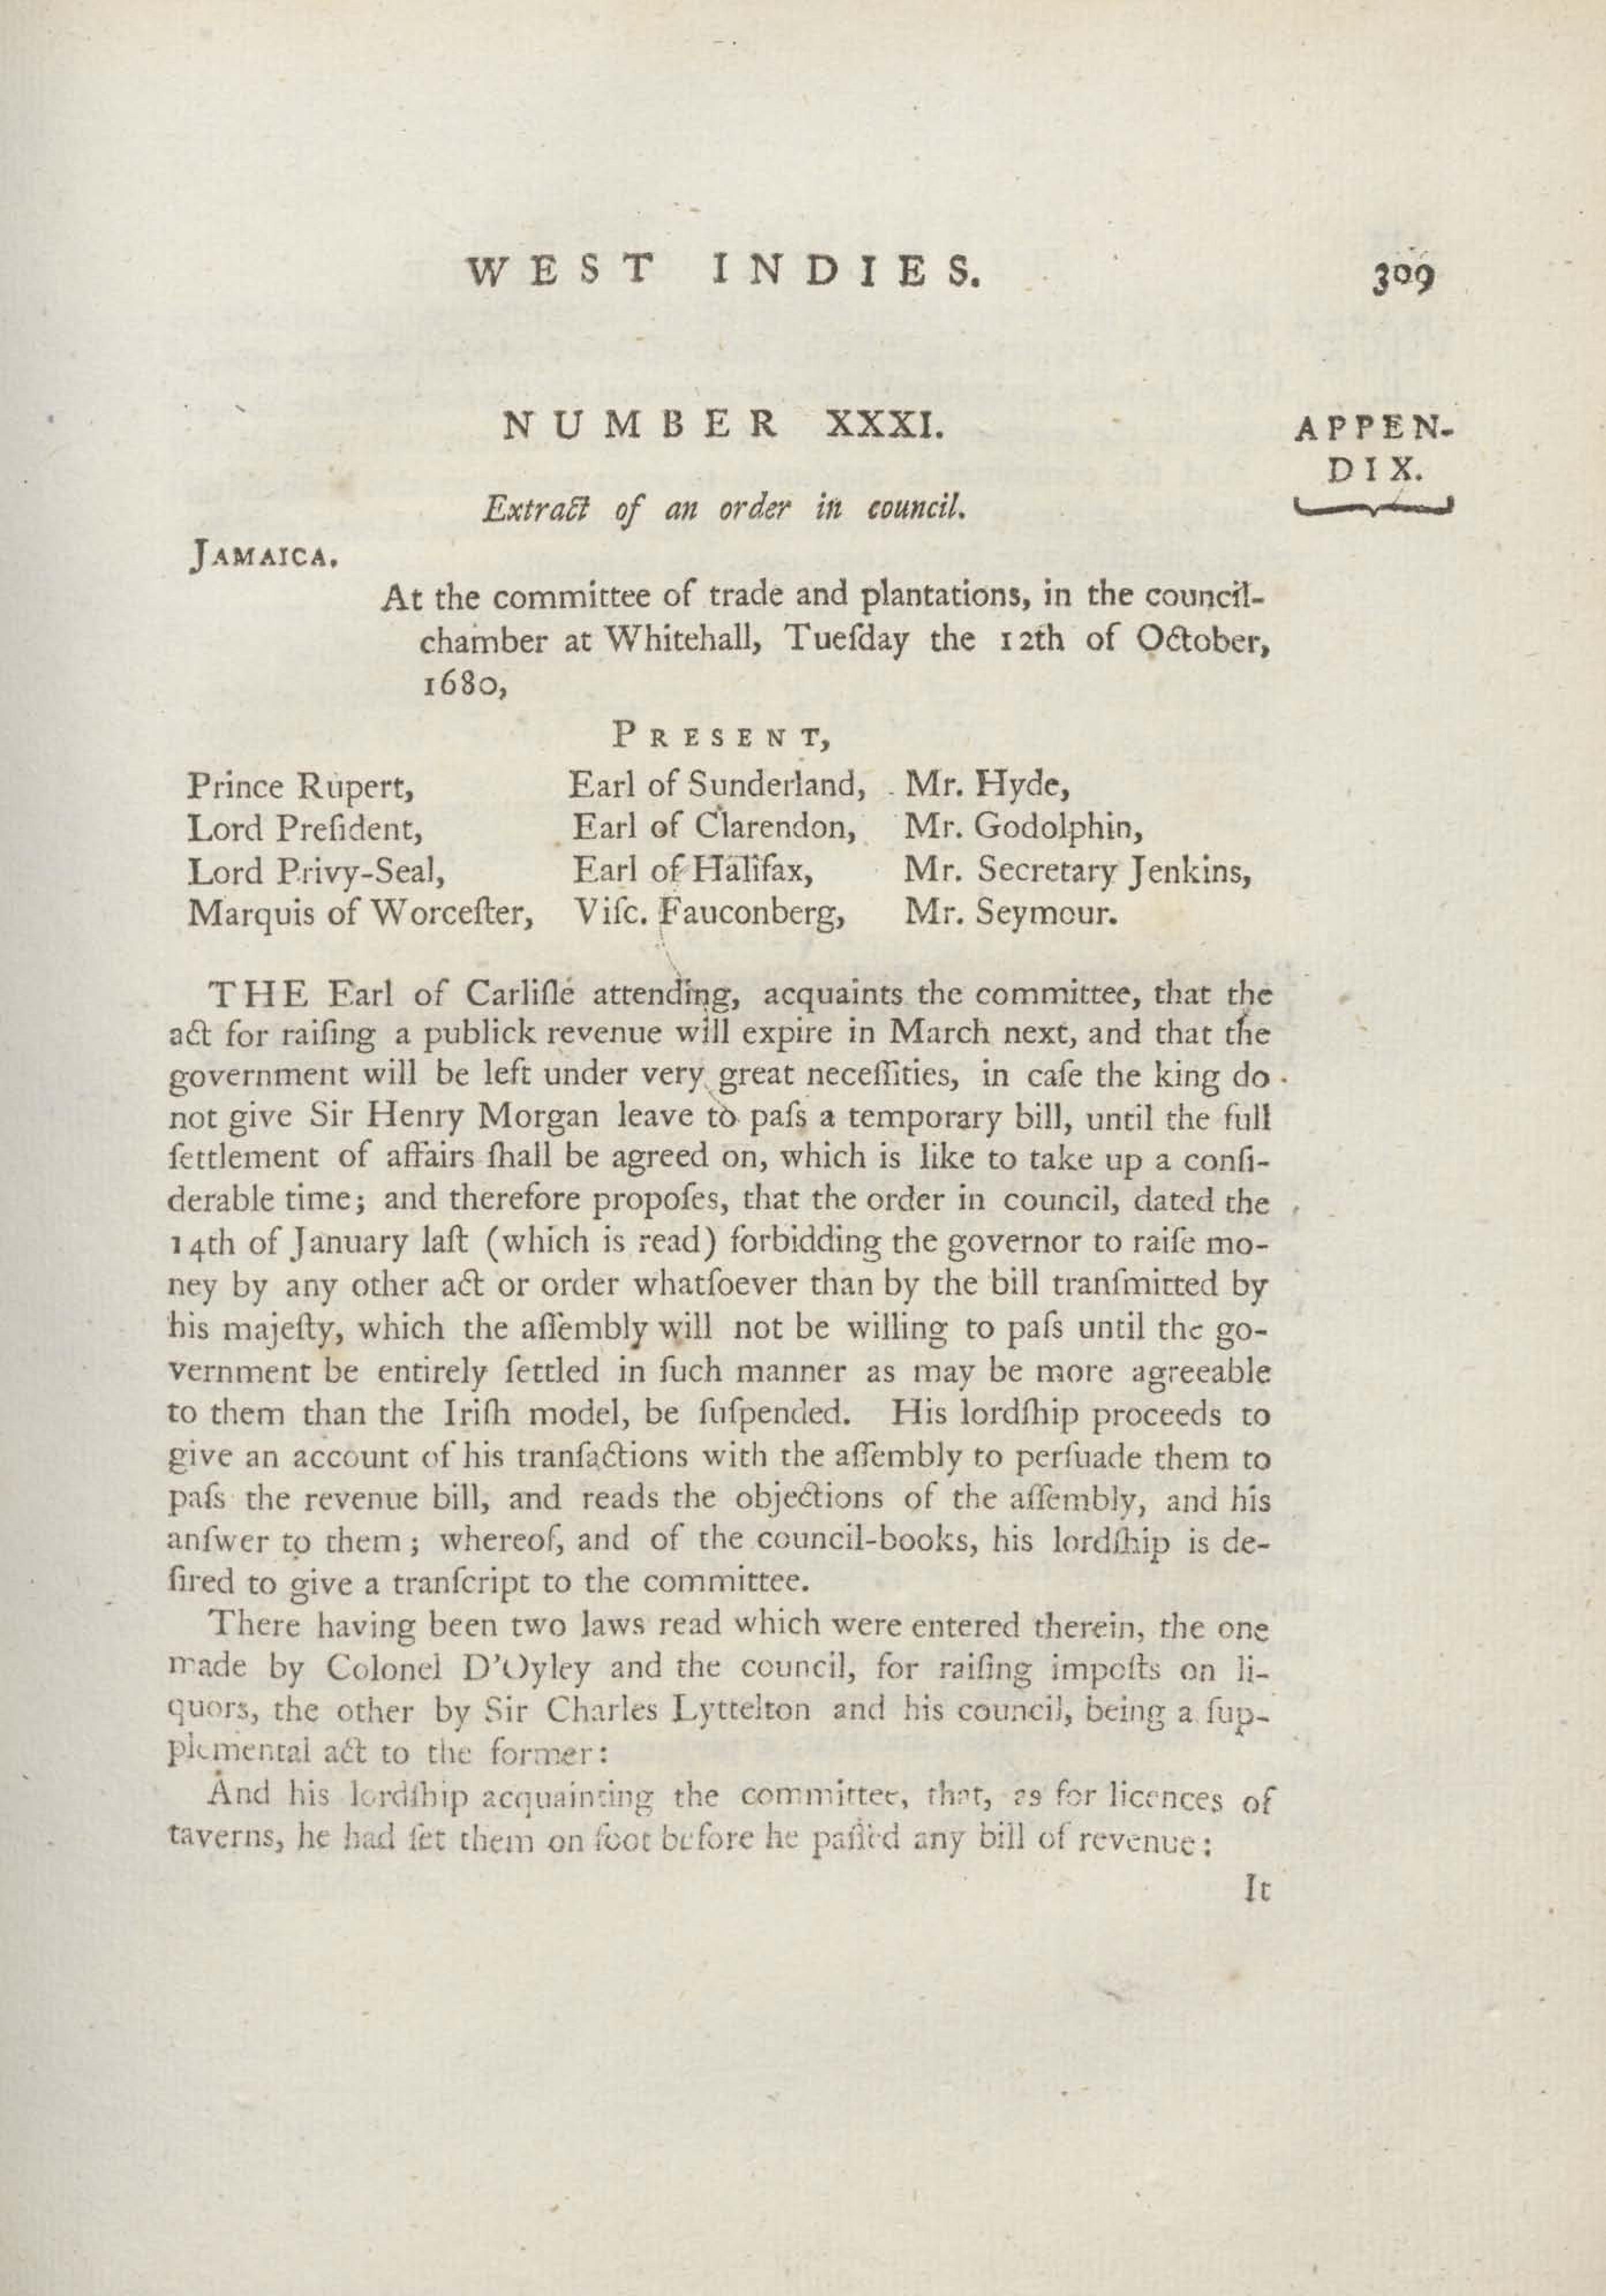 WEST INDIES. 309
NUMBER XXXI.
APPEN-
DIX.
Extract of an order in council.
JAMAICA.
At the committee of trade and plantations, in the council-
chamber at Whitehall, Tueſday the 12th of October,
1680,
PRESENT,
Prince Rupert, Earl of Sunderland, Mr. Hyde,
Lord Preſident, Earl of Clarendon, Mr. Godolphin,
Lord Privy-Seal, Earl of Halifax, Mr. Secretary Jenkins,
Marquis of Worceſter, Viſc. Fauconberg, Mr. Seymour.
THE Earl of Carliſle attending, acquaints the committee, that the
act for raiſing a publick revenue will expire in March next, and that the
government will be left under very great neceſſities, in caſe the king do
not give Sir Henry Morgan leave to paſs a temporary bill, until the full
ſettlement of affairs ſhall be agreed on, which is like to take up a conſi-
derable time; and therefore propoſes, that the order in council, dated the
14th of January laſt (which is read) forbidding the governor to raiſe mo-
ney by any other act or order whatſoever than by the bill tranſmitted by
his majeſty, which the aſſembly will not be willing to paſs until the go-
vernment be entirely ſettled in ſuch manner as may be more agreeable
to them than the Iriſh model, be ſuſpended. His lordſhip proceeds to
give an account of his tranſactions with the aſſembly to perſuade them to
paſs the revenue bill, and reads the objections of the aſſembly, and his
anſwer to them; whereof, and of the council-books, his lordſhip is de-
ſired to give a tranſcript to the committee.
There having been two laws read which were entered therein, the one
made by Colonel D'Oyley and the council, for raiſing impoſts on li-
quors, the other by Sir Charles Lyttelton and his council, being a ſup-
plemental act to the former:
And his lordſhip acquainting the committee, that, as for licences of
taverns, he had ſet them on foot before he paſſed any bill of revenue:
It